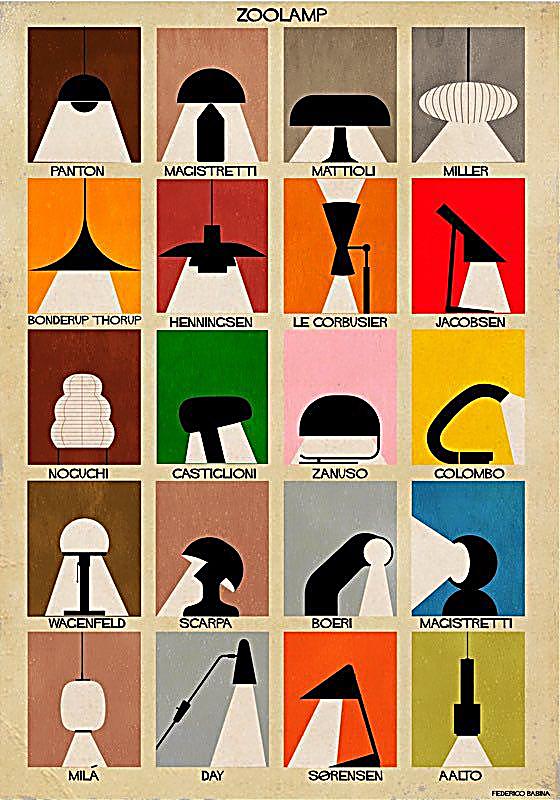 ZOOLAMP
PANTON
MAGISTRETTI
MATTIOLI
MILLER
BONDERUP THORUP
HENNINGSEN
LE CORBUSIER
JACOBSEN
NOGUCHI
CASTIGLIONI
ZANUSO
COLOMBO
WAGENFELD
SCARPA
BOERI
MAGISTRETTI
MILÁ
DAY
SØRENSEN
AALTO
FEDERICO BABINA